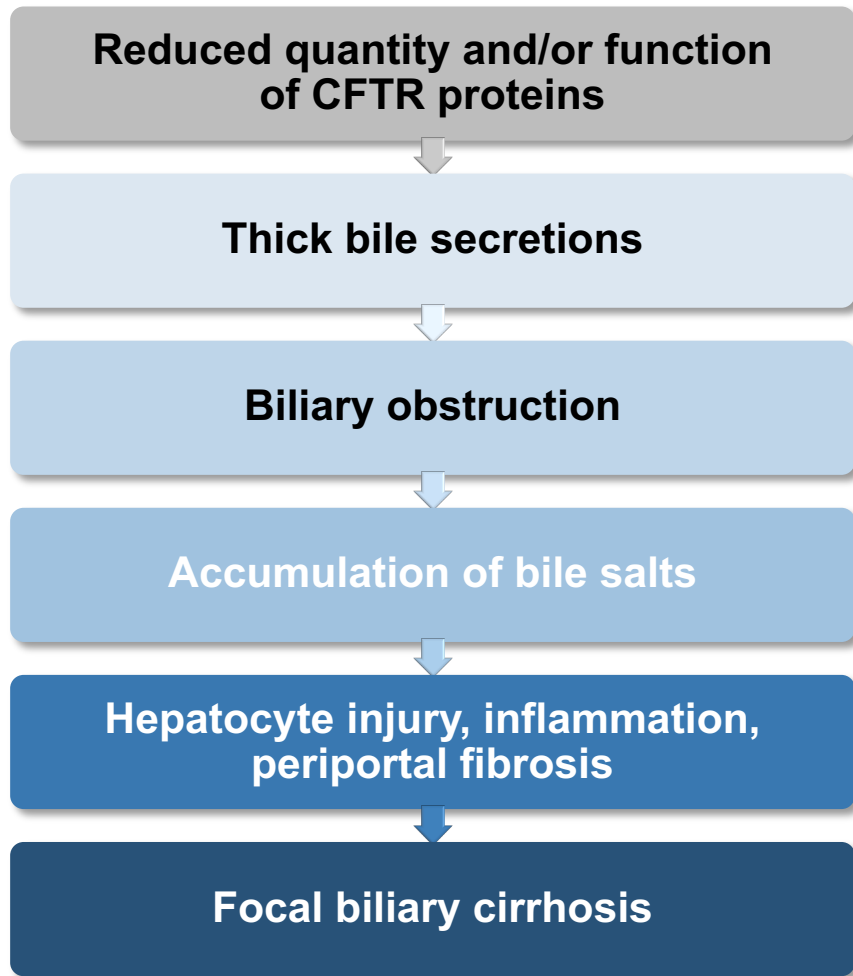 Reduced quantity and/or function
of CFTR proteins
Thick bile secretions
Biliary obstruction
Accumulation of bile salts
Hepatocyte injury, inflammation,
periportal fibrosis
Focal biliary cirrhosis